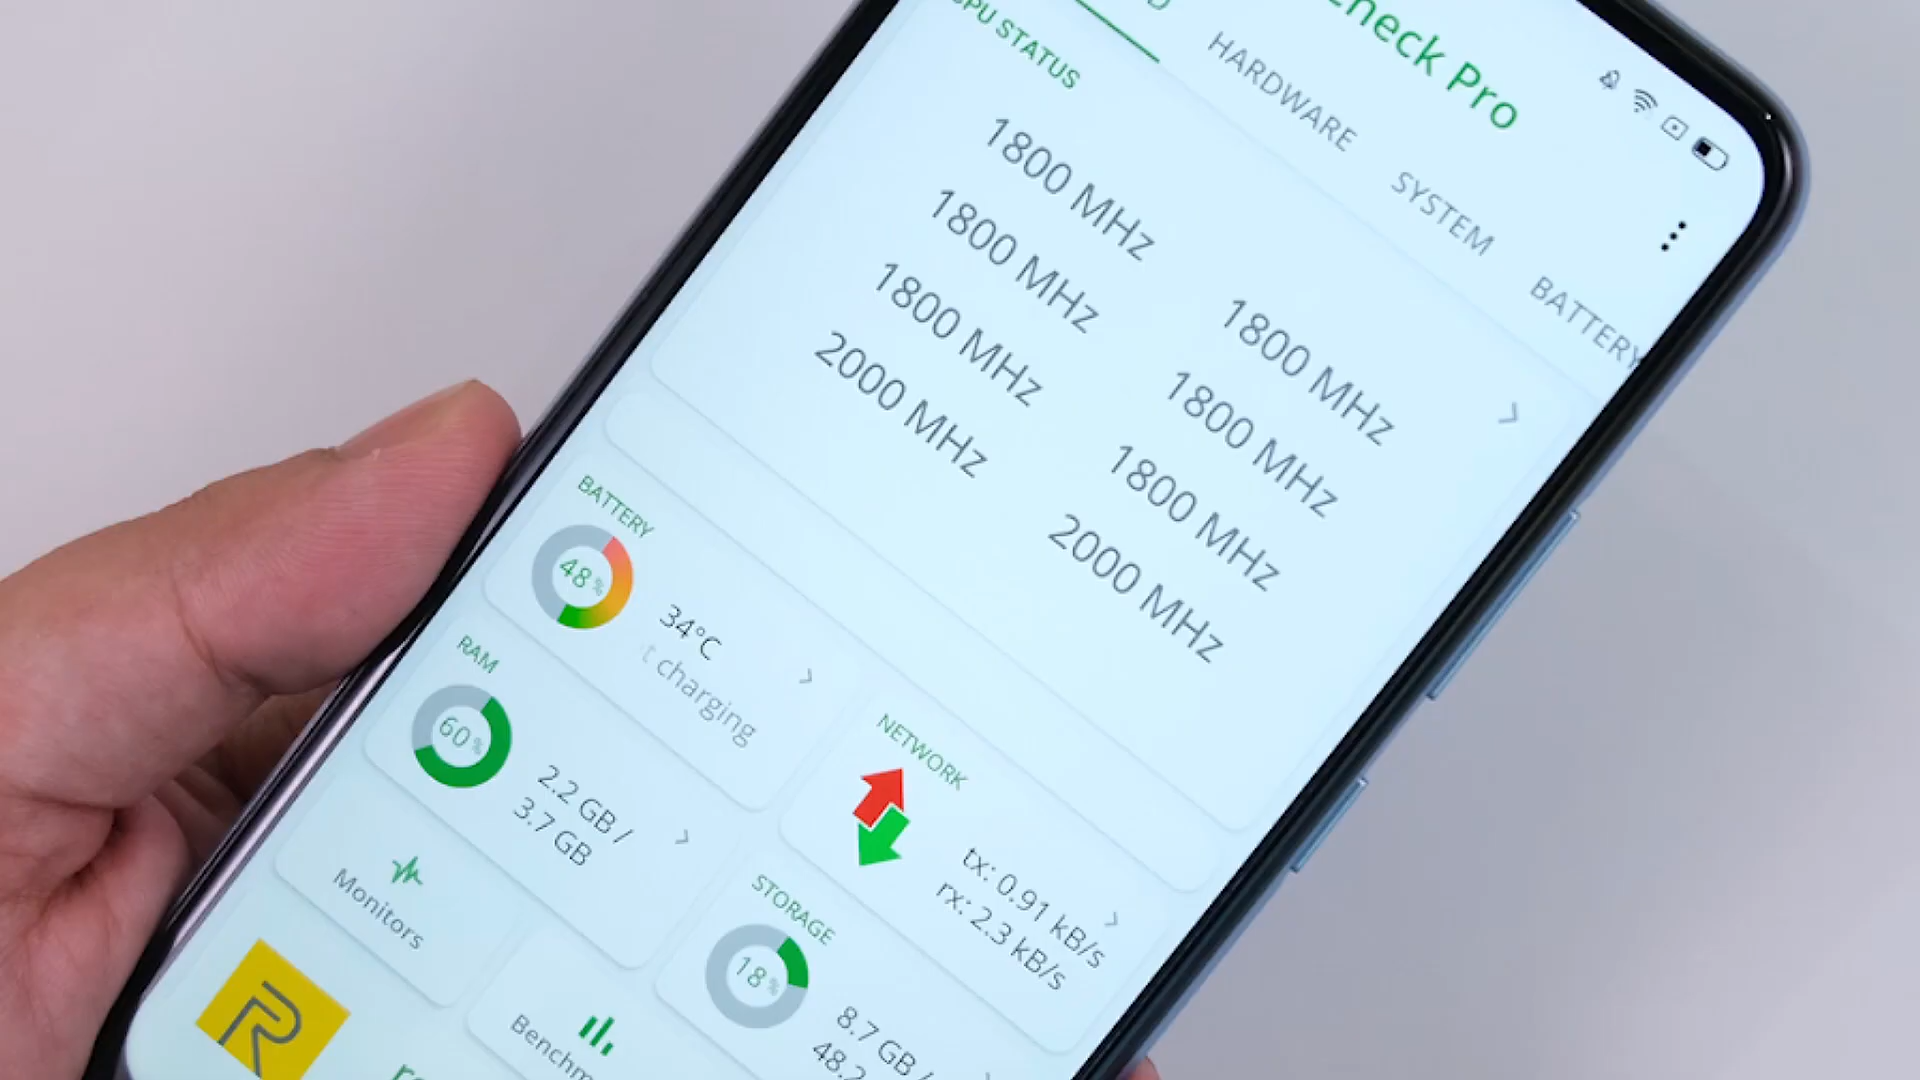 heck Pro
HARDWARE
SYSTEM
BATTERY
CPU STATUS
1800 MHz
1800 MHz
1800 MHz
1800 MHz
1800 MHz
1800 MHz
2000 MHz
2000 MHz
BATTERY
48%
34°C
t charging
NETWORK
tx: 0.91 kB/s
rx: 2.3 kB/s
RAM
60%
2.2 GB /
3.7 GB
STORAGE
18%
8.7 GB /
48.2
Monitors
Benchm
R